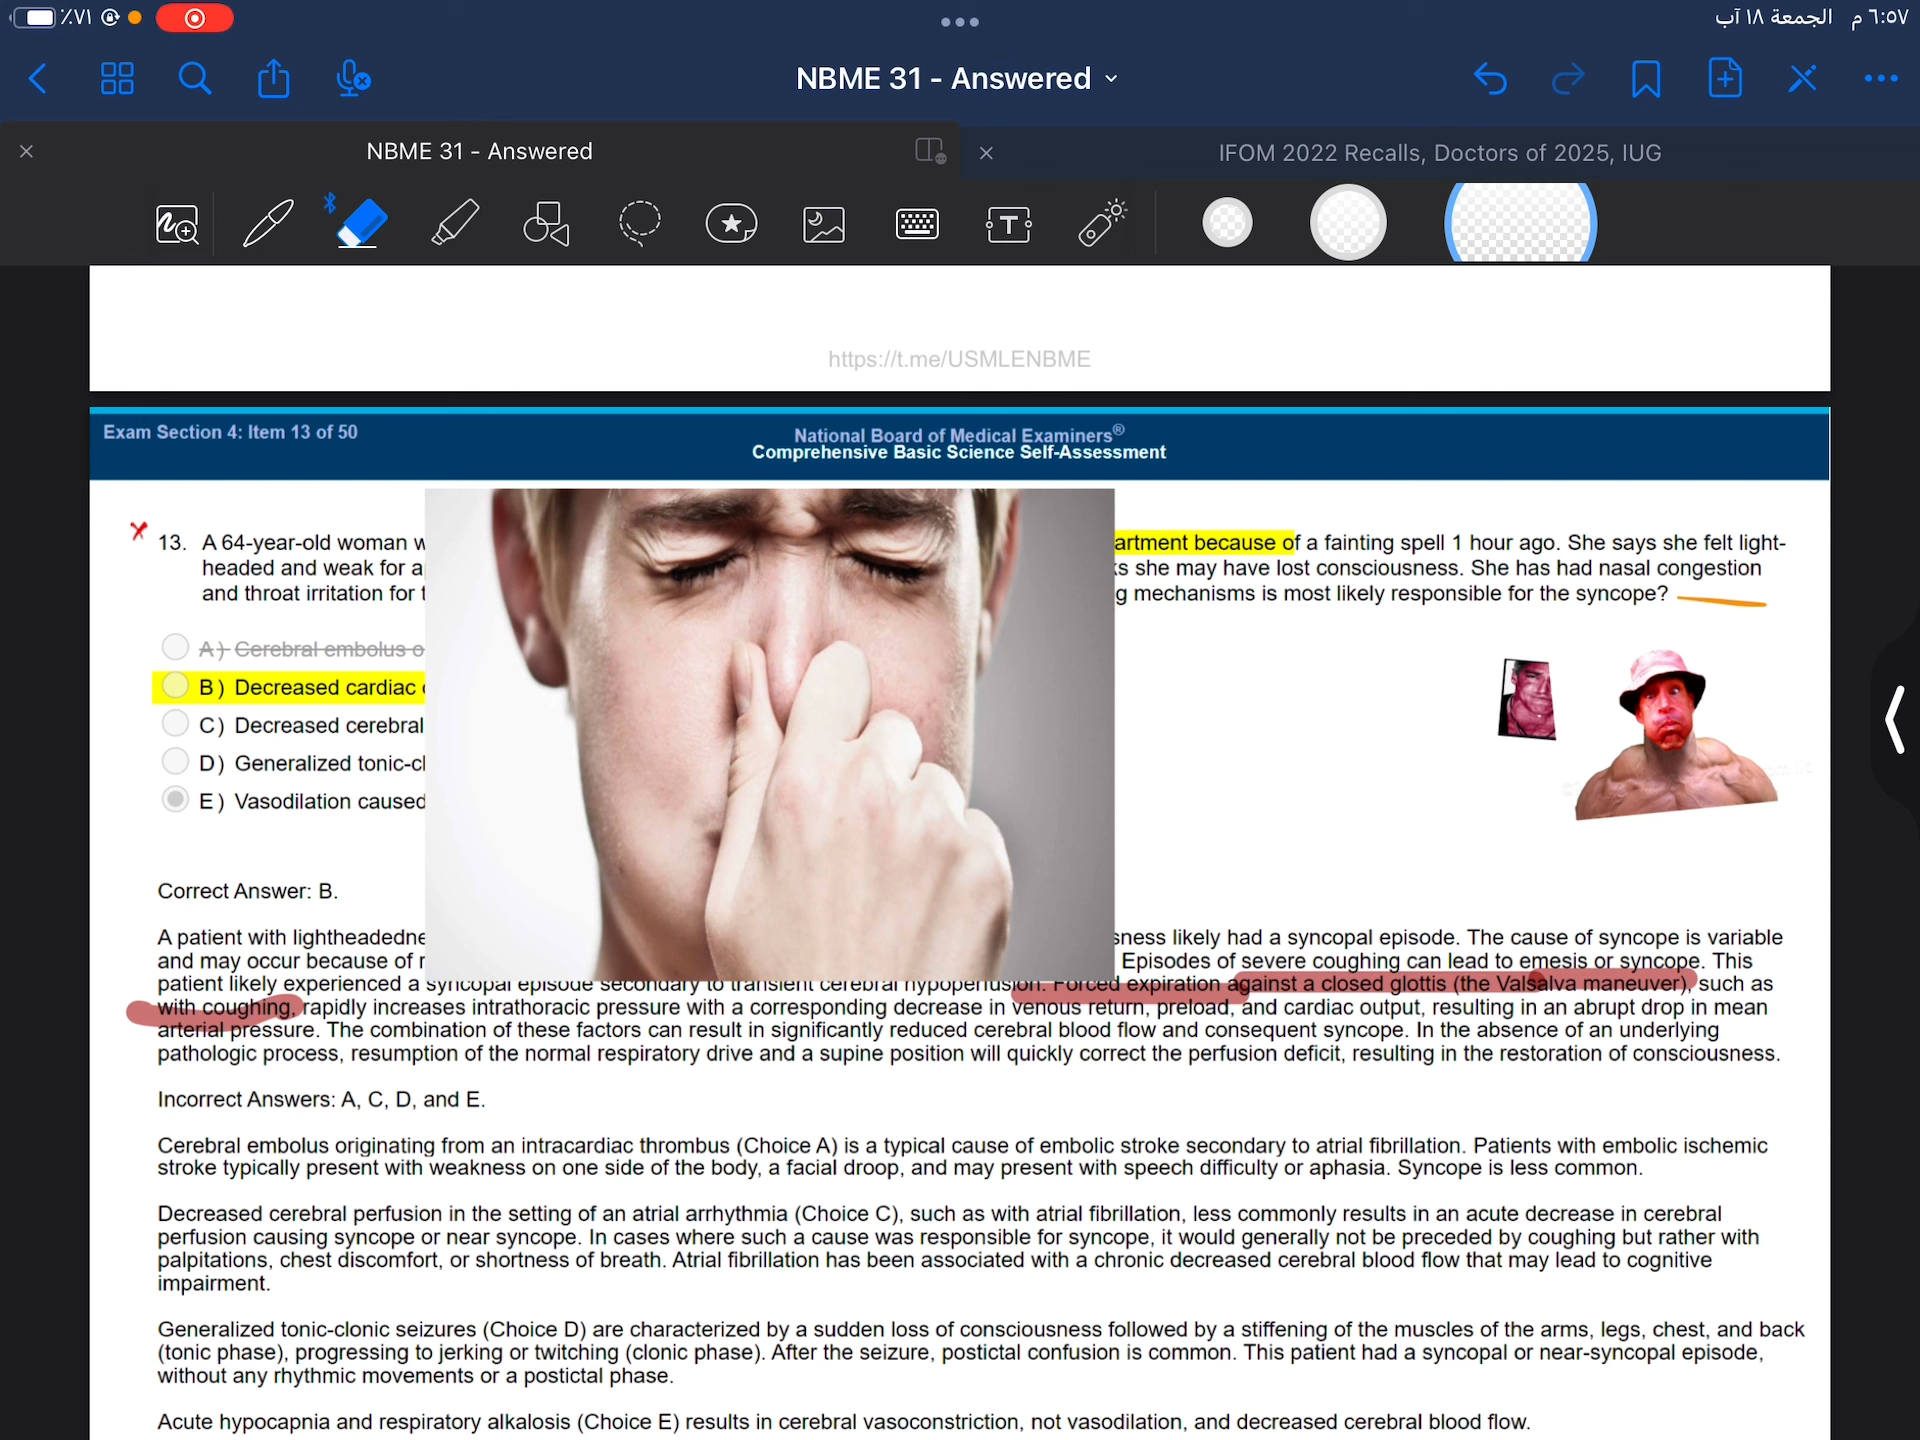 ٪٧١
٦:٥٧ م الجمعة ١٨ آب
NBME 31 - Answered
NBME 31 - Answered
IFOM 2022 Recalls, Doctors of 2025, IUG
T
https://t.me/USMLENBME
Exam Section 4: Item 13 of 50
National Board of Medical Examiners®
Comprehensive Basic Science Self-Assessment
13. A 64-year-old woman w artment because of a fainting spell 1 hour ago. She says she felt light-
headed and weak for a s she may have lost consciousness. She has had nasal congestion
and throat irritation for t g mechanisms is most likely responsible for the syncope?
A) Cerebral embolus o
B) Decreased cardiac
C) Decreased cerebral
D) Generalized tonic-cl
E) Vasodilation caused
Correct Answer: B.
A patient with lightheadedne sness likely had a syncopal episode. The cause of syncope is variable
and may occur because of r Episodes of severe coughing can lead to emesis or syncope. This
patient likely experienced a syncopal episode secondary to transient cerebral hypoperfusion. Forced expiration against a closed glottis (the Valsalva maneuver), such as
with coughing, rapidly increases intrathoracic pressure with a corresponding decrease in venous return, preload, and cardiac output, resulting in an abrupt drop in mean
arterial pressure. The combination of these factors can result in significantly reduced cerebral blood flow and consequent syncope. In the absence of an underlying
pathologic process, resumption of the normal respiratory drive and a supine position will quickly correct the perfusion deficit, resulting in the restoration of consciousness.
Incorrect Answers: A, C, D, and E.
Cerebral embolus originating from an intracardiac thrombus (Choice A) is a typical cause of embolic stroke secondary to atrial fibrillation. Patients with embolic ischemic
stroke typically present with weakness on one side of the body, a facial droop, and may present with speech difficulty or aphasia. Syncope is less common.
Decreased cerebral perfusion in the setting of an atrial arrhythmia (Choice C), such as with atrial fibrillation, less commonly results in an acute decrease in cerebral
perfusion causing syncope or near syncope. In cases where such a cause was responsible for syncope, it would generally not be preceded by coughing but rather with
palpitations, chest discomfort, or shortness of breath. Atrial fibrillation has been associated with a chronic decreased cerebral blood flow that may lead to cognitive
impairment.
Generalized tonic-clonic seizures (Choice D) are characterized by a sudden loss of consciousness followed by a stiffening of the muscles of the arms, legs, chest, and back
(tonic phase), progressing to jerking or twitching (clonic phase). After the seizure, postictal confusion is common. This patient had a syncopal or near-syncopal episode,
without any rhythmic movements or a postictal phase.
Acute hypocapnia and respiratory alkalosis (Choice E) results in cerebral vasoconstriction, not vasodilation, and decreased cerebral blood flow.